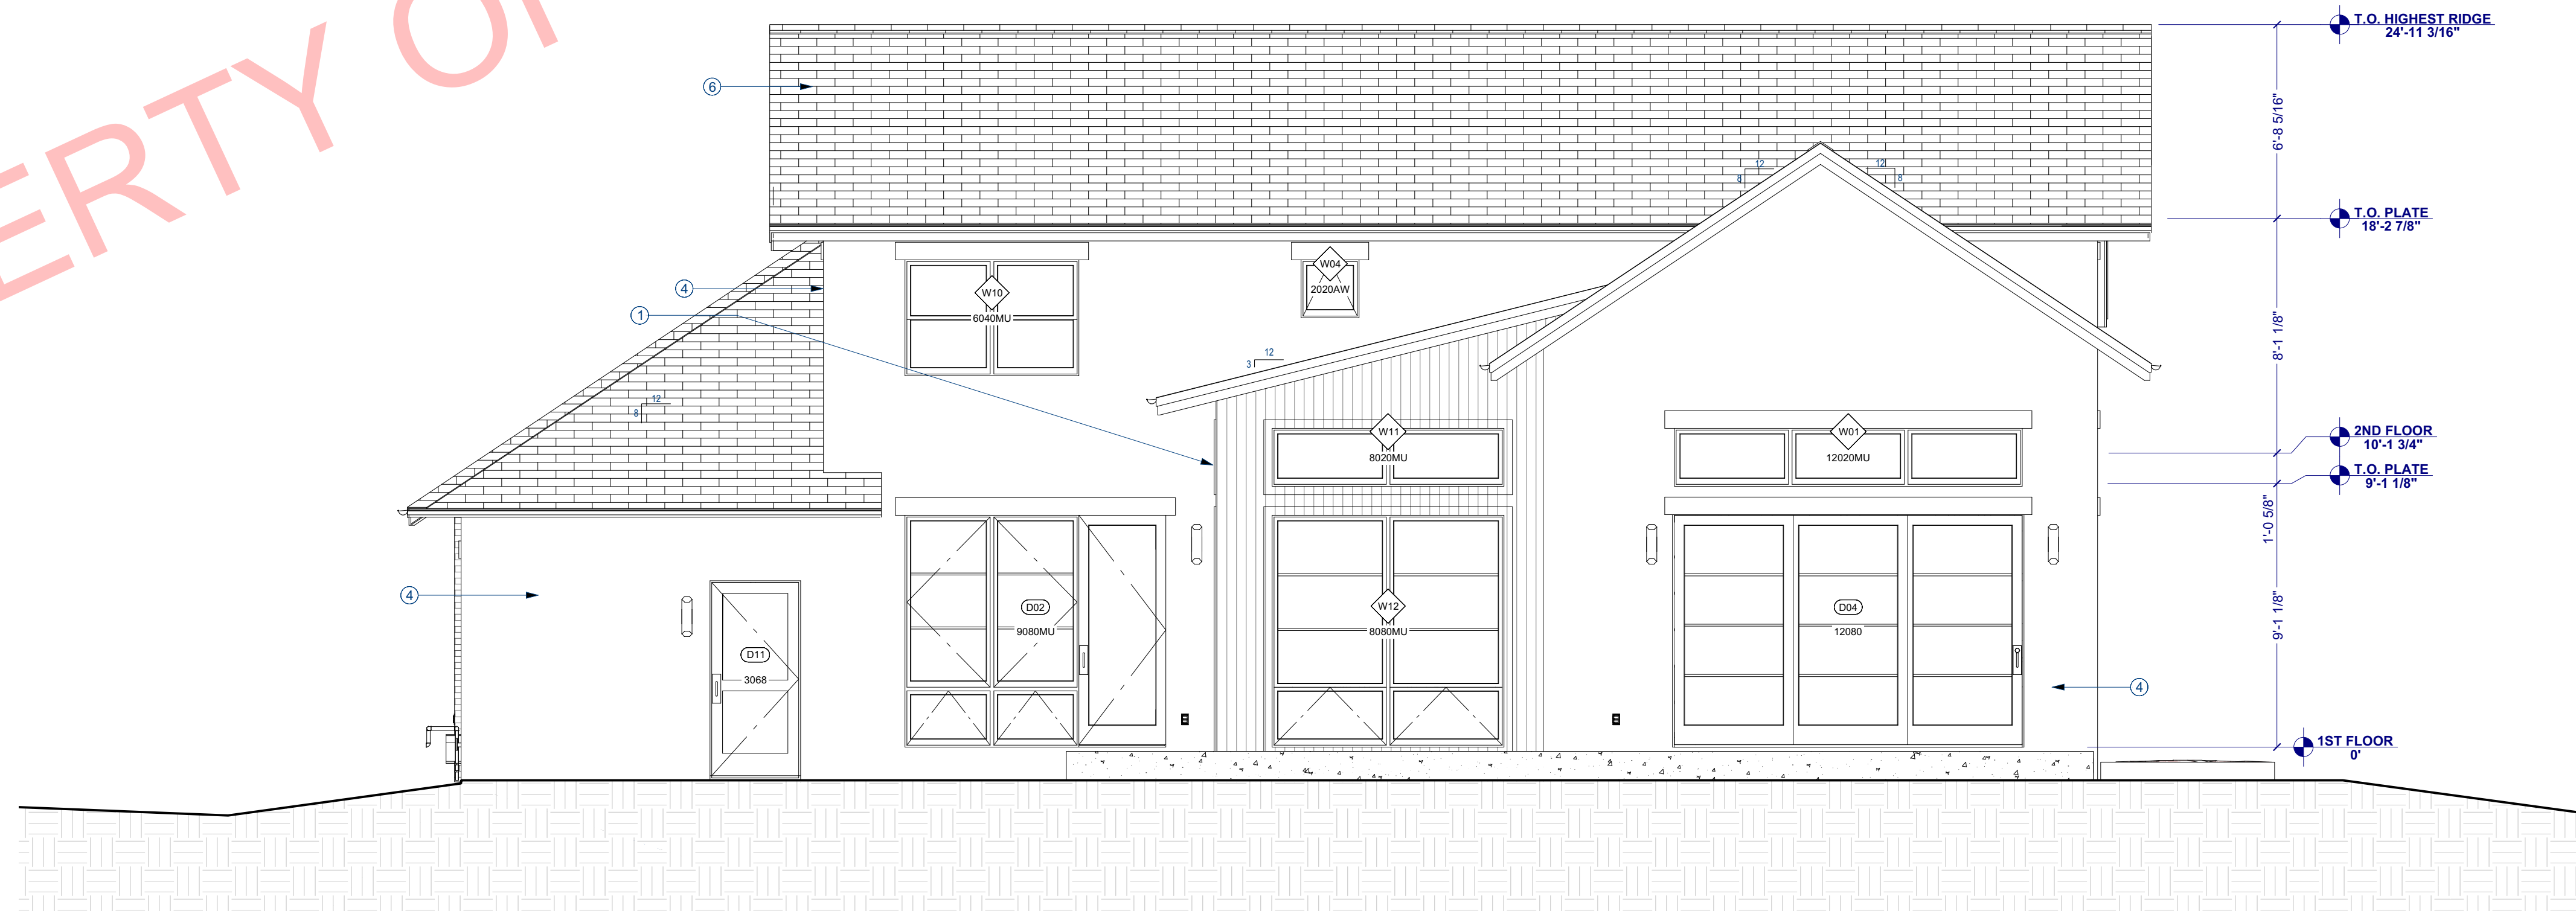 ERTY OF
T.O. HIGHEST RIDGE
24'-11 3/16"
6
6'-8 5/16"
12
8
12
8
T.O. PLATE
18'-2 7/8"
W04
2020AW
4
W10
6040MU
1
8'-1 1/8"
12
3
12
8
W11
8020MU
W01
12020MU
2ND FLOOR
10'-1 3/4"
T.O. PLATE
9'-1 1/8"
1'-0 5/8"
4
D02
9080MU
W12
8080MU
D04
12080
9'-1 1/8"
D11
3068
4
1ST FLOOR
0'